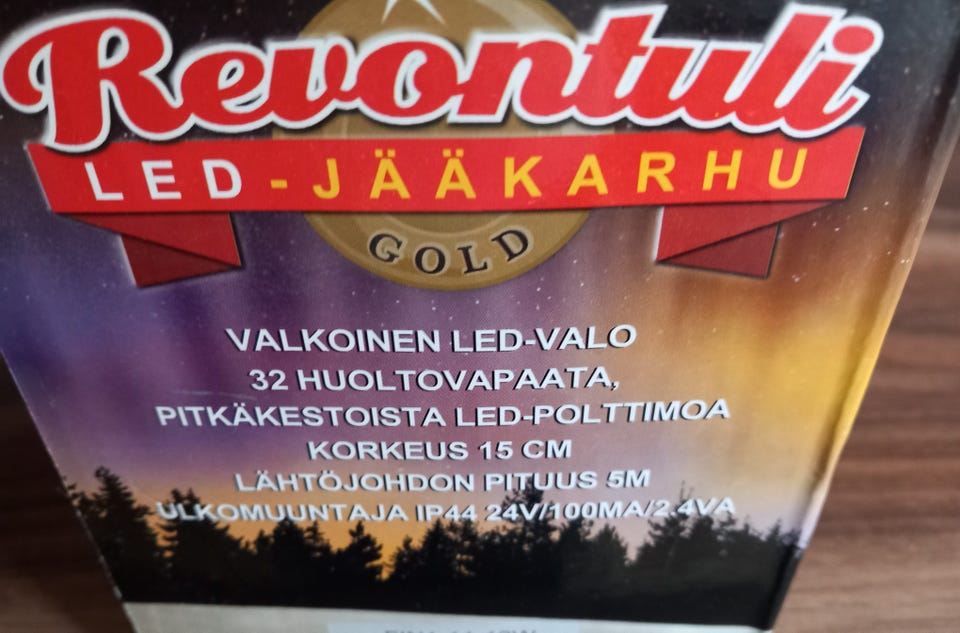 Revontuli
LED-JÄÄKARHU
GOLD
VALKOINEN LED-VALO
32 HUOLTOVAPAATA,
PITKÄKESTOISTA LED-POLTTIMOA
KORKEUS 15 CM
LÄHTÖJOHDON PITUUS 5M
ULKOMUUNTAJA IP44 24V/100MA/2.4VA